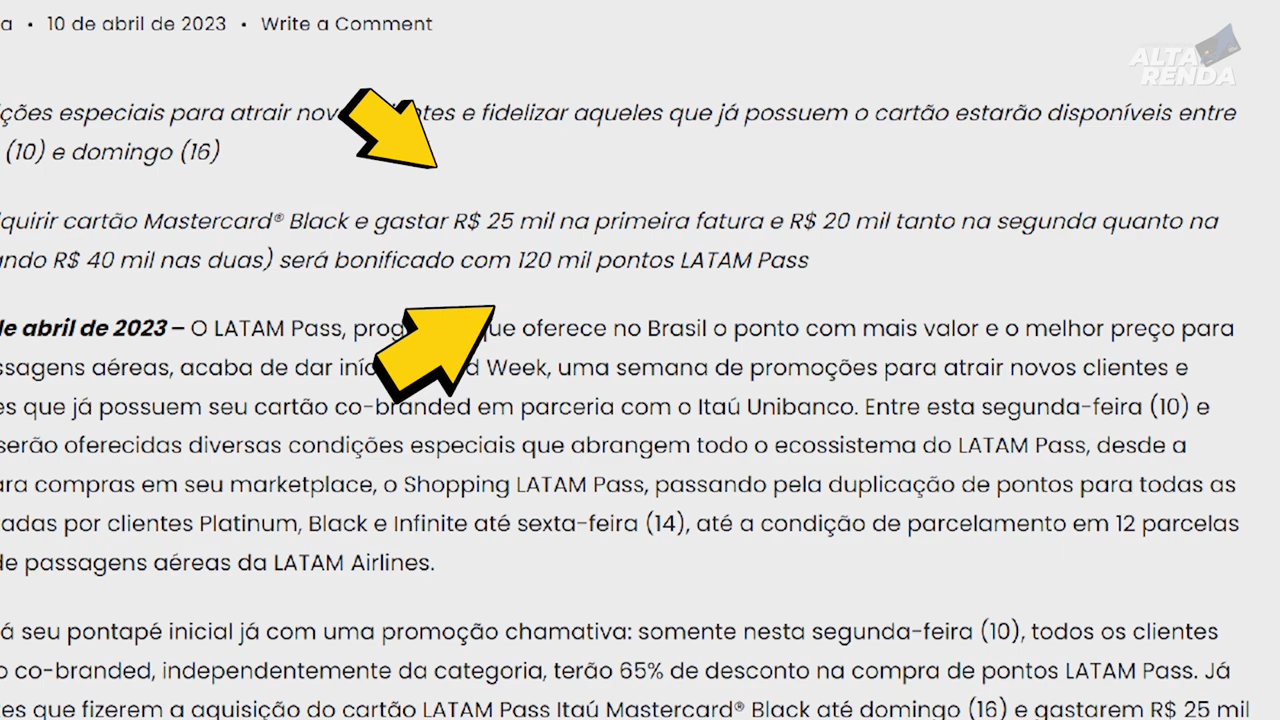 a • 10 de abril de 2023 • Write a Comment
ALTA
RENDA
ções especiais para atrair novos clientes e fidelizar aqueles que já possuem o cartão estarão disponíveis entre
(10) e domingo (16)
quirir cartão Mastercard® Black e gastar R$ 25 mil na primeira fatura e R$ 20 mil tanto na segunda quanto na
ando R$ 40 mil nas duas) será bonificado com 120 mil pontos LATAM Pass
de abril de 2023 – O LATAM Pass, programa que oferece no Brasil o ponto com mais valor e o melhor preço para
ssagens aéreas, acaba de dar início Week, uma semana de promoções para atrair novos clientes e
es que já possuem seu cartão co-branded em parceria com o Itaú Unibanco. Entre esta segunda-feira (10) e
serão oferecidas diversas condições especiais que abrangem todo o ecossistema do LATAM Pass, desde a
ara compras em seu marketplace, o Shopping LATAM Pass, passando pela duplicação de pontos para todas as
adas por clientes Platinum, Black e Infinite até sexta-feira (14), até a condição de parcelamento em 12 parcelas
de passagens aéreas da LATAM Airlines.
á seu pontapé inicial já com uma promoção chamativa: somente nesta segunda-feira (10), todos os clientes
o co-branded, independentemente da categoria, terão 65% de desconto na compra de pontos LATAM Pass. Já
tes que fizerem a aquisição do cartão LATAM Pass Itaú Mastercard® Black até domingo (16) e gastarem R$ 25 mil